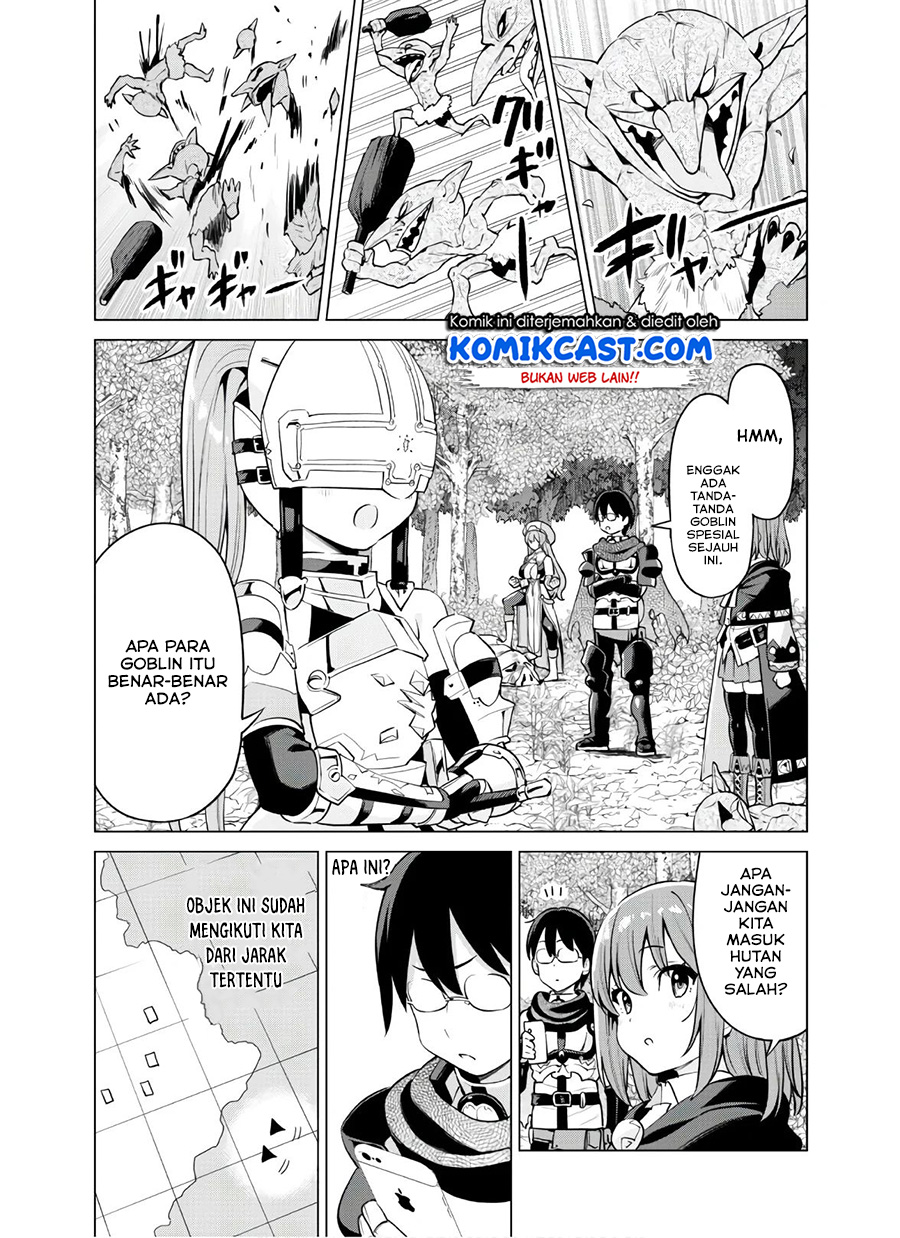 ギャー
グギャー
ギャギャー
Komik ini diterjemahkan & diedit oleh
KOMIKCAST.COM
BUKAN WEB LAIN!!
HMM,
ENGGAK
ADA
TANDA-
TANDA
GOBLIN
SPESIAL
SEJAUH
INI.
APA PARA
GOBLIN ITU
BENAR-BENAR
ADA?
APA
JANGAN-
JANGAN
KITA
MASUK
HUTAN
YANG
SALAH?
APA INI?
OBJEK INI SUDAH
MENGIKUTI KITA
DARI JARAK
TERTENTU